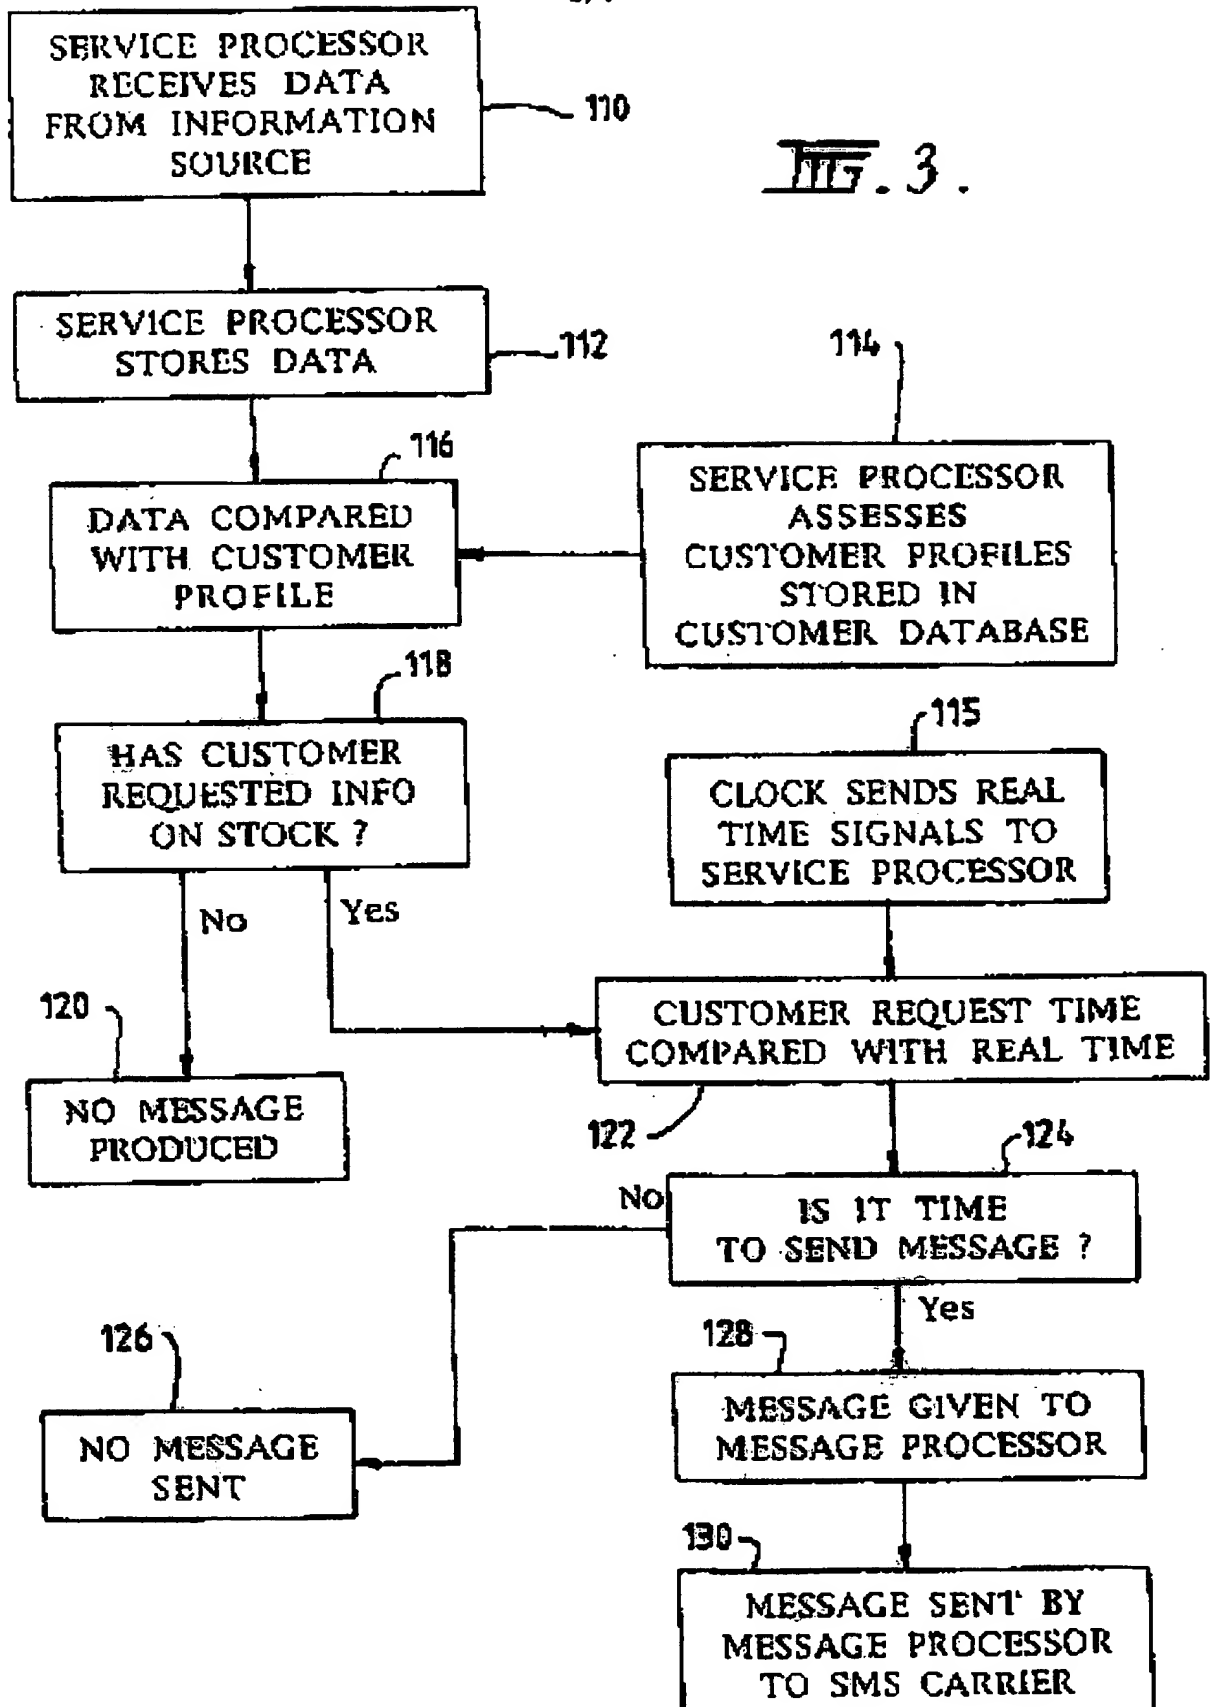 SERVICE PROCESSOR
RECEIVES DATA
FROM INFORMATION
SOURCE
110
FIG. 3.
SERVICE PROCESSOR
STORES DATA
112
114
116
DATA COMPARED
WITH CUSTOMER
PROFILE
SERVICE PROCESSOR
ASSESSES
CUSTOMER PROFILES
STORED IN
CUSTOMER DATABASE
118
HAS CUSTOMER
REQUESTED INFO
ON STOCK ?
115
CLOCK SENDS REAL
TIME SIGNALS TO
SERVICE PROCESSOR
No
Yes
120
NO MESSAGE
PRODUCED
CUSTOMER REQUEST TIME
COMPARED WITH REAL TIME
122
124
No
IS IT TIME
TO SEND MESSAGE ?
Yes
126
NO MESSAGE
SENT
128
MESSAGE GIVEN TO
MESSAGE PROCESSOR
130
MESSAGE SENT BY
MESSAGE PROCESSOR
TO SMS CARRIER